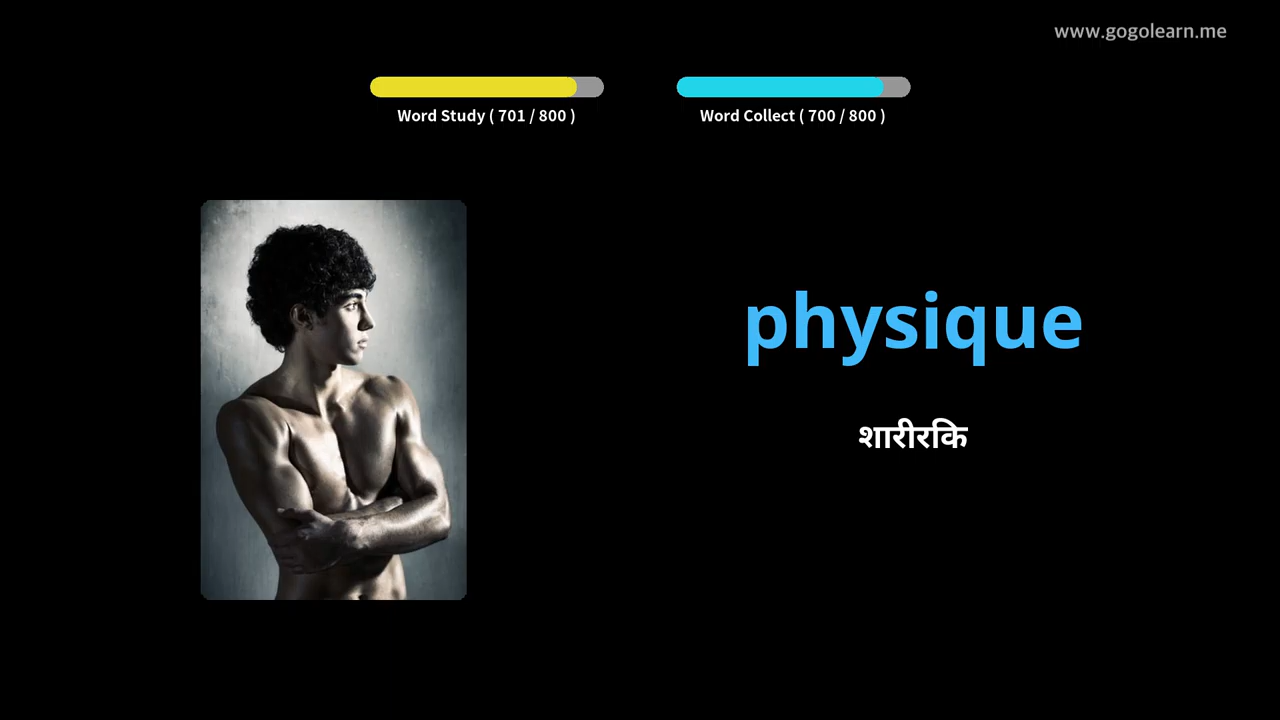 www.gogolearn.me
Word Study ( 701 / 800 )
Word Collect ( 700 / 800 )
physique
शारीरकि